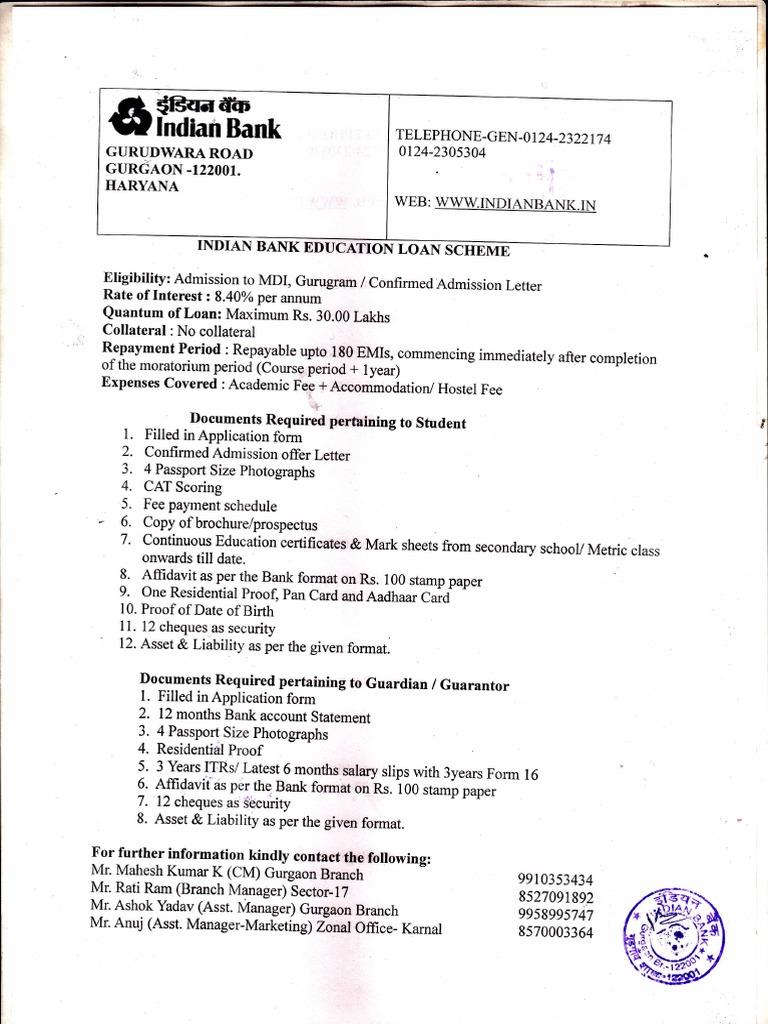 इंडियन बैंक
Indian Bank
GURUDWARA ROAD
GURGAON -122001.
HARYANA
TELEPHONE-GEN-0124-2322174
0124-2305304
WEB: WWW.INDIANBANK.IN
INDIAN BANK EDUCATION LOAN SCHEME
Eligibility: Admission to MDI, Gurugram / Confirmed Admission Letter
Rate of Interest : 8.40% per annum
Quantum of Loan: Maximum Rs. 30.00 Lakhs
Collateral : No collateral
Repayment Period : Repayable upto 180 EMIs, commencing immediately after completion
of the moratorium period (Course period + 1year)
Expenses Covered : Academic Fee + Accommodation/ Hostel Fee
Documents Required pertaining to Student
1. Filled in Application form
2. Confirmed Admission offer Letter
3. 4 Passport Size Photographs
4. CAT Scoring
5. Fee payment schedule
6. Copy of brochure/prospectus
7. Continuous Education certificates & Mark sheets from secondary school/ Metric class
onwards till date.
8. Affidavit as per the Bank format on Rs. 100 stamp paper
9. One Residential Proof, Pan Card and Aadhaar Card
10. Proof of Date of Birth
11. 12 cheques as security
12. Asset & Liability as per the given format.
Documents Required pertaining to Guardian / Guarantor
1. Filled in Application form
2. 12 months Bank account Statement
3. 4 Passport Size Photographs
4. Residential Proof
5. 3 Years ITRs/ Latest 6 months salary slips with 3years Form 16
6. Affidavit as per the Bank format on Rs. 100 stamp paper
7. 12 cheques as security
8. Asset & Liability as per the given format.
For further information kindly contact the following:
Mr. Mahesh Kumar K (CM) Gurgaon Branch 9910353434
Mr. Rati Ram (Branch Manager) Sector-17 8527091892
Mr. Ashok Yadav (Asst. Manager) Gurgaon Branch 9958995747
Mr. Anuj (Asst. Manager-Marketing) Zonal Office- Karnal 8570003364
इंडियन बैंक
INDIAN BANK
Gurgaon Br.-122001